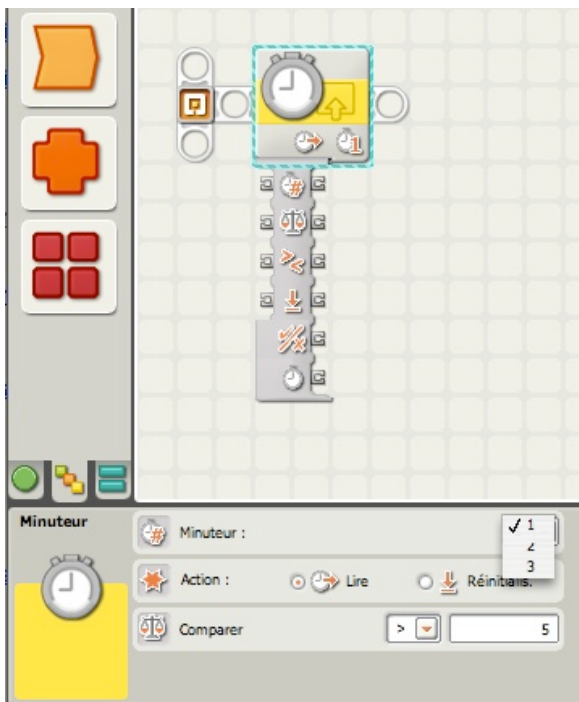 1
Minuteur
Minuteur :
✓ 1
2
3
Action :
Lire
Réinitialis.
Comparer
>
5